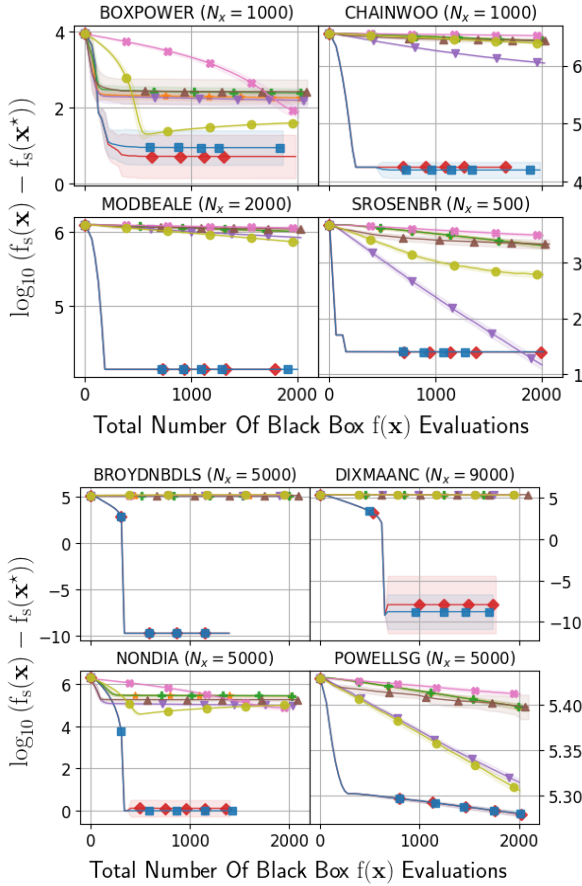 BOXPOWER (Nₓ = 1000)
CHAINWOO (Nₓ = 1000)
4
2
0
6
5
4
MODBEALE (Nₓ = 2000)
SROSENBR (Nₓ = 500)
6
5
3
2
1
0 1000 2000 0 1000 2000
log₁₀ (fₛ(x) − fₛ(x⋆))
Total Number Of Black Box f(x) Evaluations
BROYDNBDLS (Nₓ = 5000)
DIXMAANC (Nₓ = 9000)
5
0
−5
−10
5
0
−5
−10
NONDIA (Nₓ = 5000)
POWELLSG (Nₓ = 5000)
6
4
2
0
5.40
5.35
5.30
0 1000 2000 0 1000 2000
log₁₀ (fₛ(x) − fₛ(x⋆))
Total Number Of Black Box f(x) Evaluations